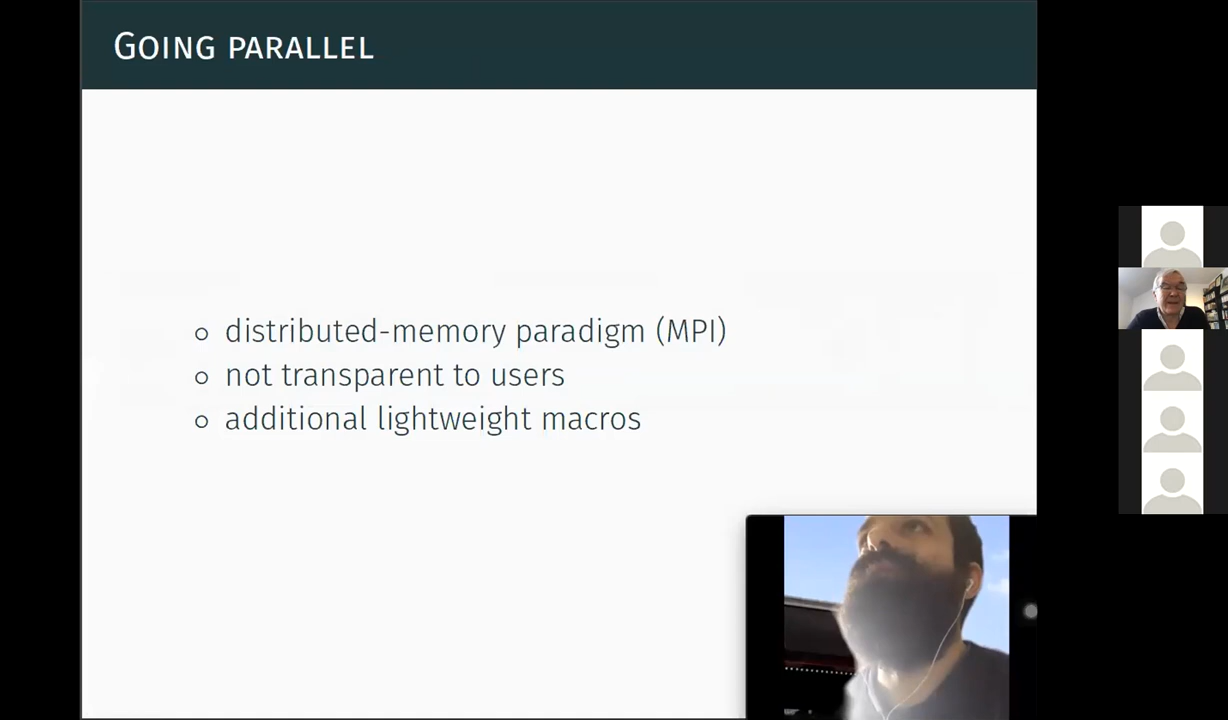 Going parallel
distributed-memory paradigm (MPI)
not transparent to users
additional lightweight macros